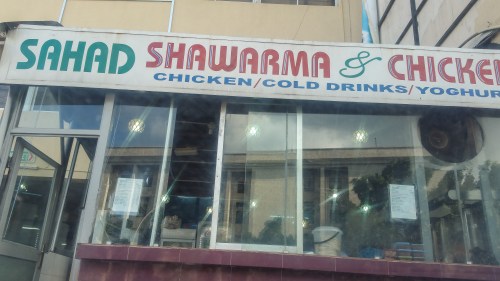 SAHAD SHAWARMA & CHICKE
CHICKEN/COLD DRINKS/YOGHUR